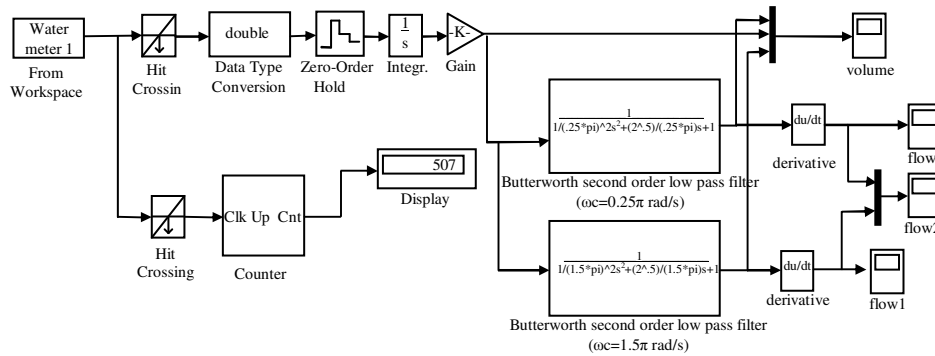 Water
meter 1
From
Workspace
Hit
Crossin
double
Data Type
Conversion
Zero-Order
Hold
1
s
Integr.
-K-
Gain
volume
1
1/(.25*pi)^2s²+(2^.5)/(.25*pi)s+1
Butterworth second order low pass filter
(ωc=0.25π rad/s)
du/dt
derivative
flow
flow2
507
Display
Hit
Crossing
Clk Up Cnt
Counter
1
1/(1.5*pi)^2s²+(2^.5)/(1.5*pi)s+1
Butterworth second order low pass filter
(ωc=1.5π rad/s)
du/dt
derivative
flow1